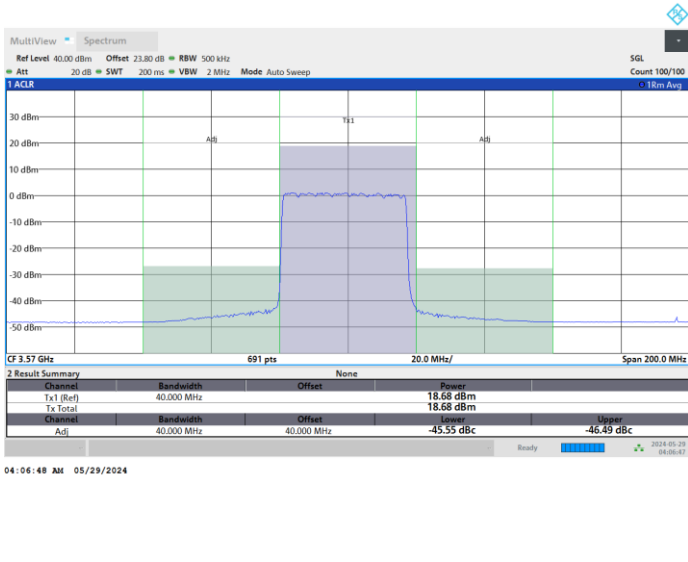 MultiView Spectrum
Ref Level 40.00 dBm Offset 23.80 dB RBW 500 kHz SGL
Att 20 dB SWT 200 ms VBW 2 MHz Mode Auto Sweep Count 100/100
1 ACLR 1Rm Avg
30 dBm
Tx1
Adj Adj
20 dBm
10 dBm
0 dBm
-10 dBm
-20 dBm
-30 dBm
-40 dBm
-50 dBm
CF 3.57 GHz 691 pts 20.0 MHz/ Span 200.0 MHz
2 Result Summary None
Channel Bandwidth Offset Power
Tx1 (Ref) 40.000 MHz 18.68 dBm
Tx Total 18.68 dBm
Channel Bandwidth Offset Lower Upper
Adj 40.000 MHz 40.000 MHz -45.55 dBc -46.49 dBc
Ready 2024-05-29
04:06:47
04:06:48 AM 05/29/2024